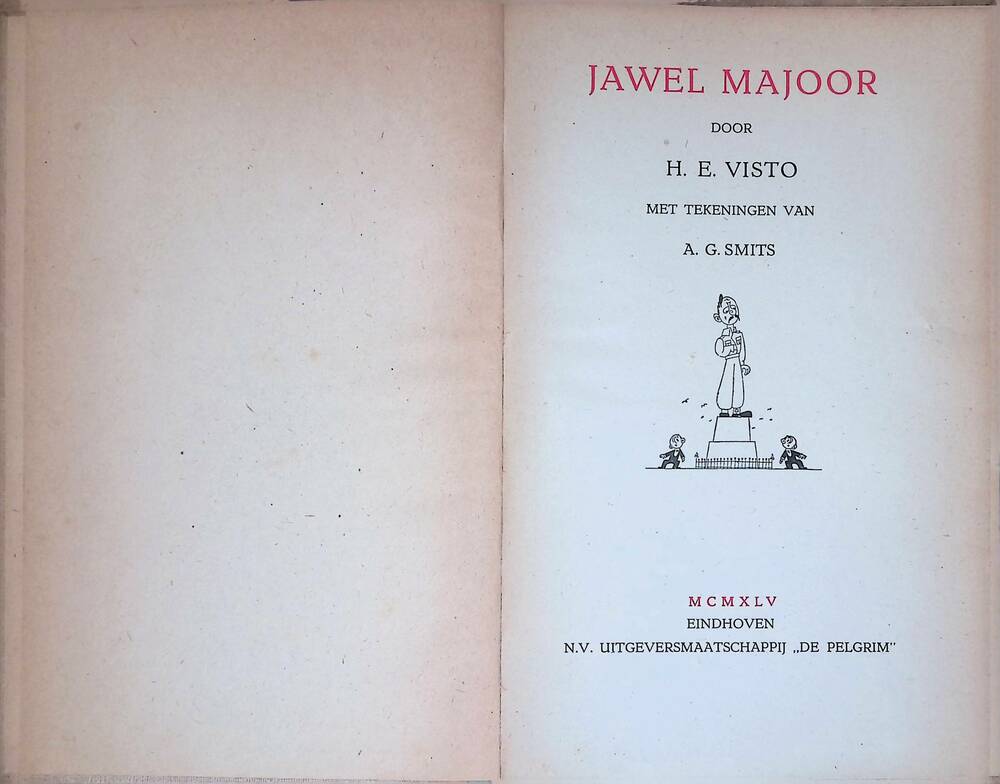 JAWEL MAJOOR
DOOR
H. E. VISTO
MET TEKENINGEN VAN
A. G. SMITS
MCMXLV
EINDHOVEN
N.V. UITGEVERSMAATSCHAPPIJ „DE PELGRIM"